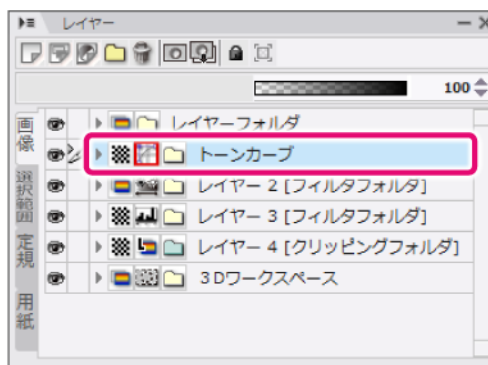 レイヤー
100
画像
選択範囲
定規
用紙
レイヤーフォルダ
トーンカーブ
レイヤー 2 [フィルタフォルダ]
レイヤー 3 [フィルタフォルダ]
レイヤー 4 [クリッピングフォルダ]
3Dワークスペース